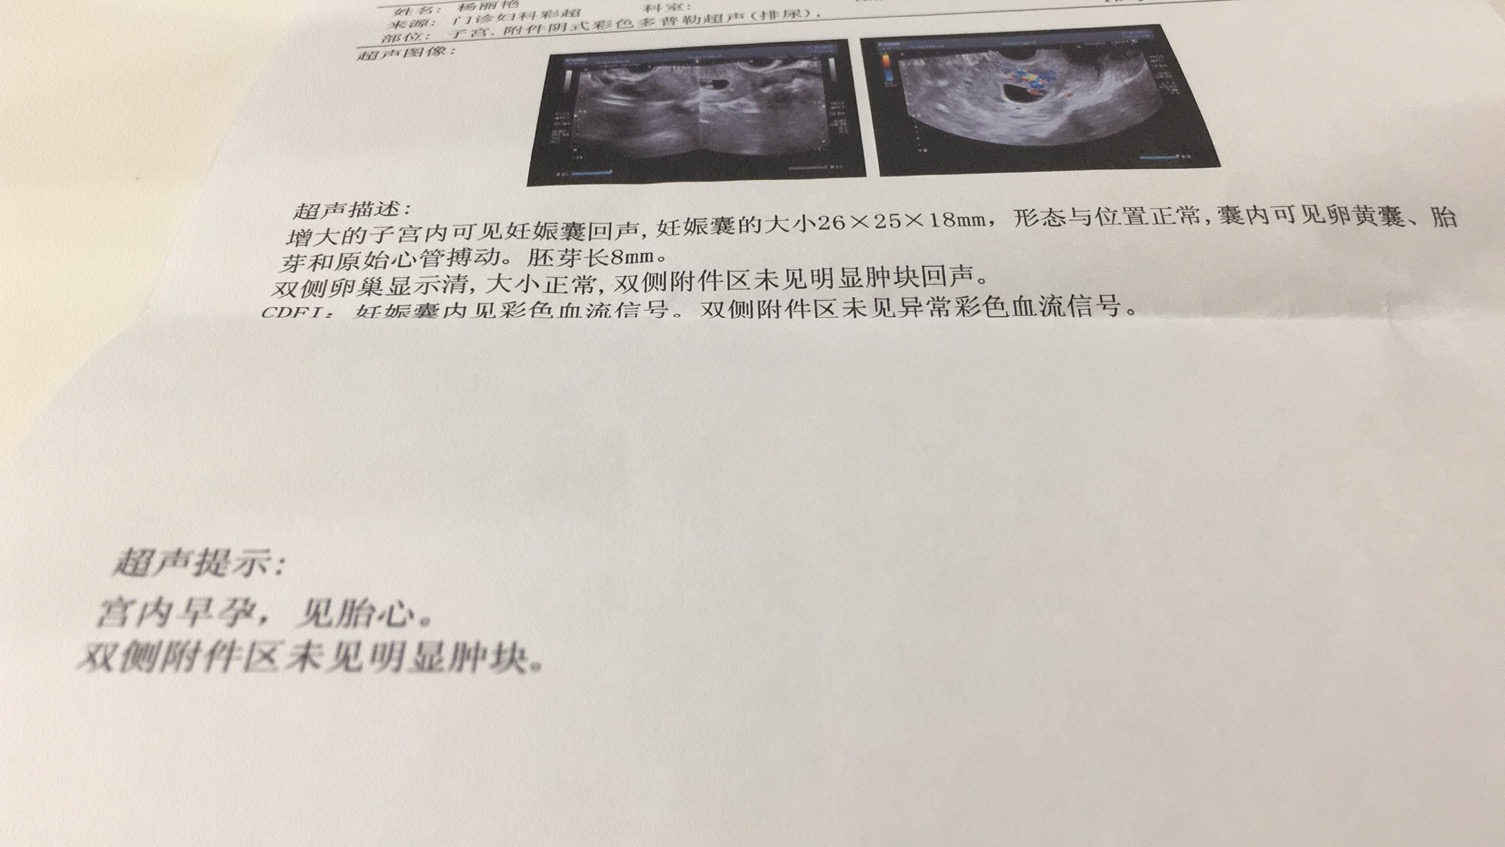 姓名: 杨丽艳 科室:
来源: 门诊妇科彩超
部位: 子宫、附件阴式彩色多普勒超声(排尿),
超声图像:
超声描述:
增大的子宫内可见妊娠囊回声, 妊娠囊的大小26×25×18mm, 形态与位置正常, 囊内可见卵黄囊、胎
芽和原始心管搏动。胚芽长8mm。
双侧卵巢显示清, 大小正常, 双侧附件区未见明显肿块回声。
CDFI: 妊娠囊内见彩色血流信号。双侧附件区未见异常彩色血流信号。
超声提示:
宫内早孕, 见胎心。
双侧附件区未见明显肿块。